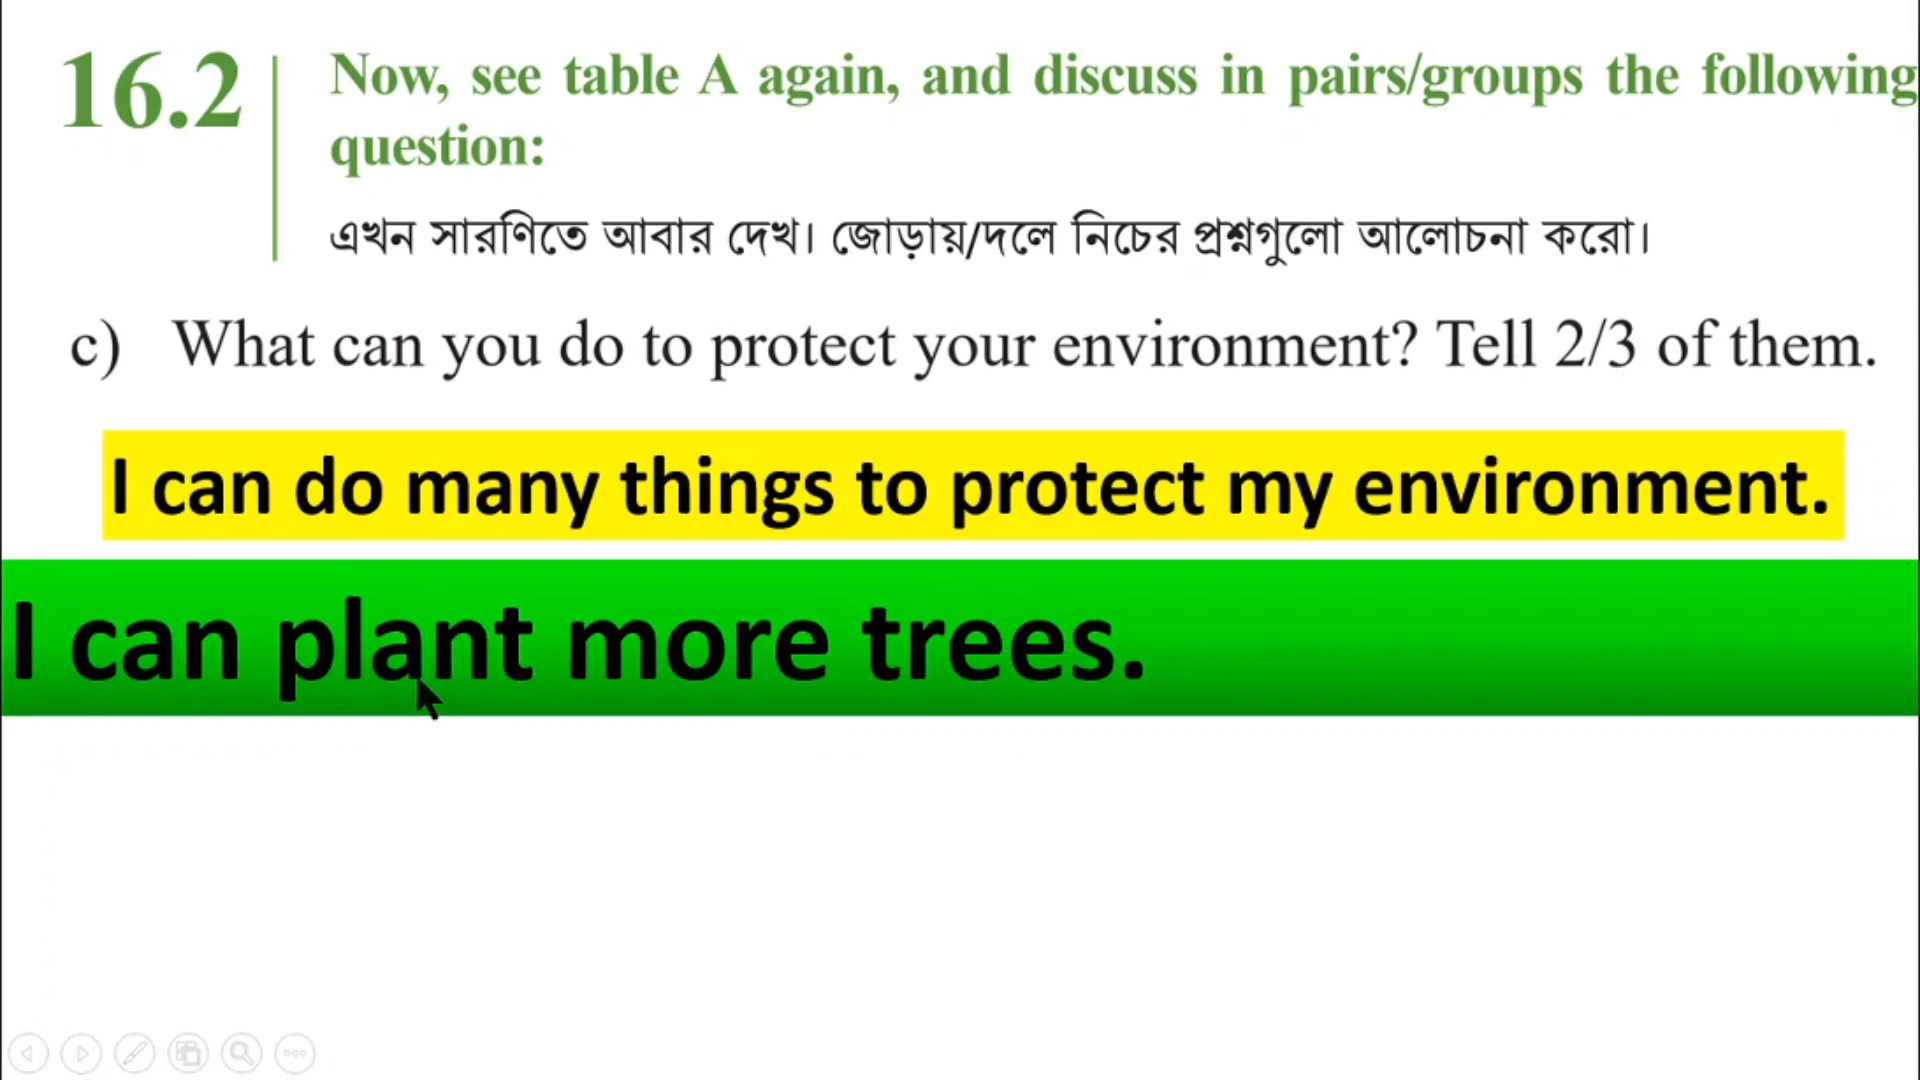 16.2
Now, see table A again, and discuss in pairs/groups the following
question:
এখন সারণিতে আবার দেখ। জোড়ায়/দলে নিচের প্রশ্নগুলো আলোচনা করো।
c) What can you do to protect your environment? Tell 2/3 of them.
I can do many things to protect my environment.
I can plant more trees.